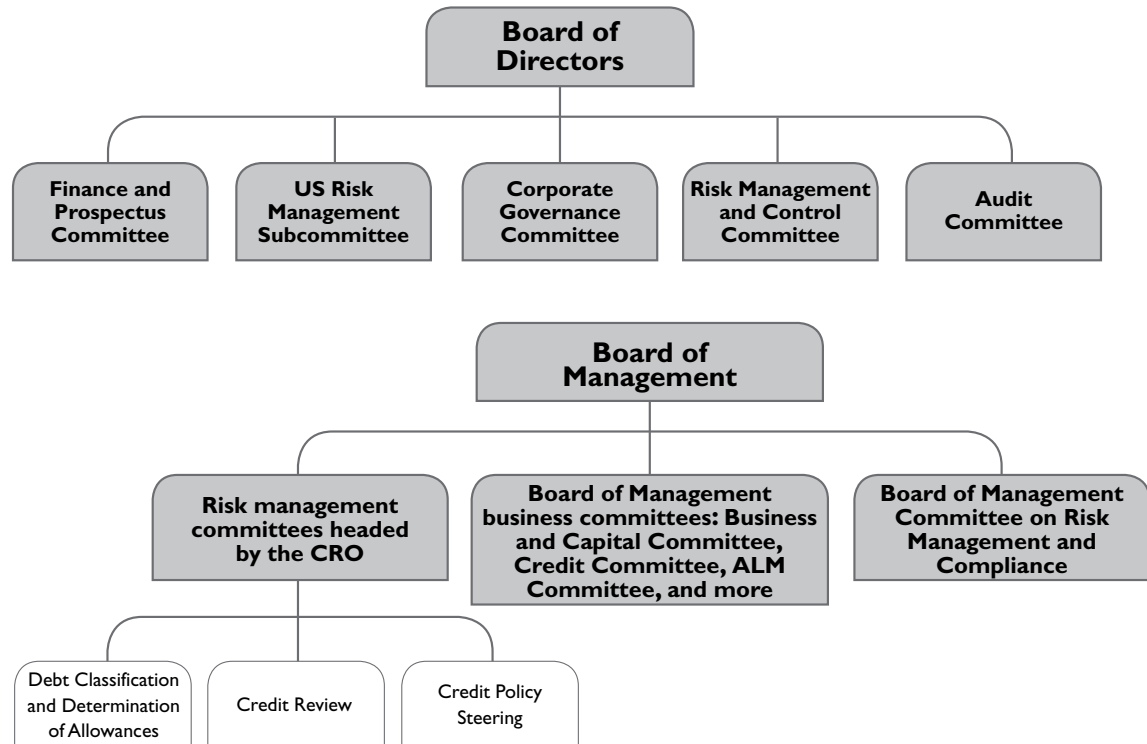 Board of
Directors
Finance and
Prospectus
Committee
US Risk
Management
Subcommittee
Corporate
Governance
Committee
Risk Management
and Control
Committee
Audit
Committee
Board of
Management
Risk management
committees headed
by the CRO
Board of Management
business committees: Business
and Capital Committee,
Credit Committee, ALM
Committee, and more
Board of Management
Committee on Risk
Management and
Compliance
Debt Classification
and Determination
of Allowances
Credit Review
Credit Policy
Steering